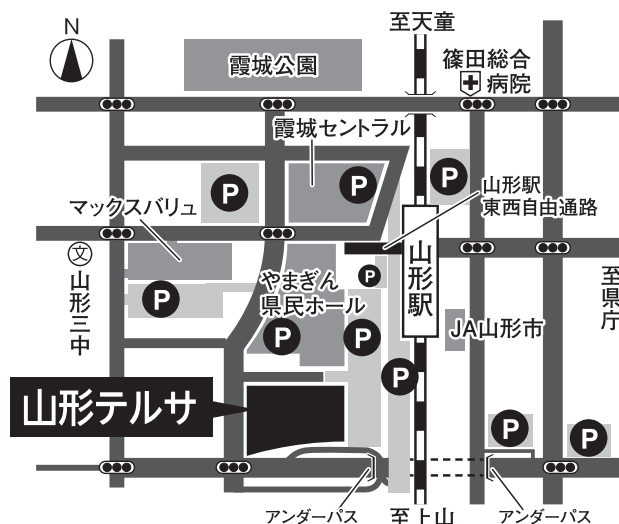 N
至天童
霞城公園
篠田総合
病院
霞城セントラル
P
P
P
山形駅
東西自由通路
マックスバリュ
文
山形三中
P
やまぎん
県民ホール
P
山形駅
至県庁
P
P
P
JA山形市
山形テルサ
P
P
アンダーパス
至上山
アンダーパス